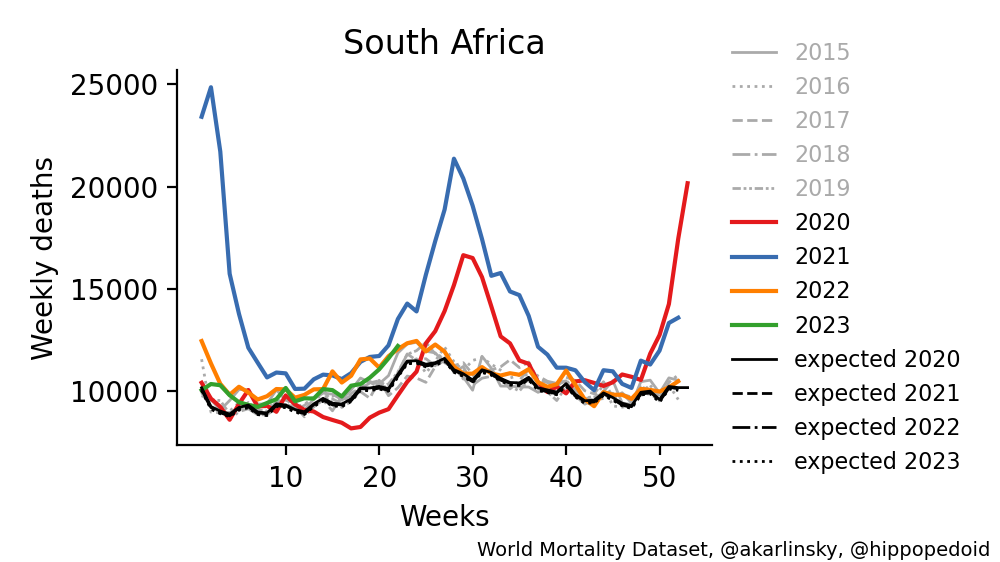 South Africa
25000
20000
15000
10000
Weekly deaths
10 20 30 40 50
Weeks
2015
2016
2017
2018
2019
2020
2021
2022
2023
expected 2020
expected 2021
expected 2022
expected 2023
World Mortality Dataset, @akarlinsky, @hippopedoid